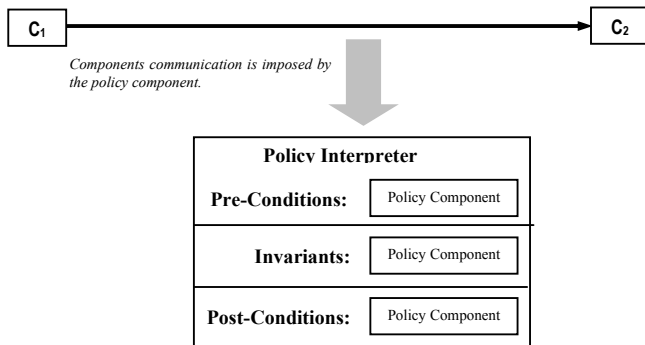 C1
C2
Components communication is imposed by
the policy component.
Policy Interpreter
Pre-Conditions: Policy Component
Invariants: Policy Component
Post-Conditions: Policy Component